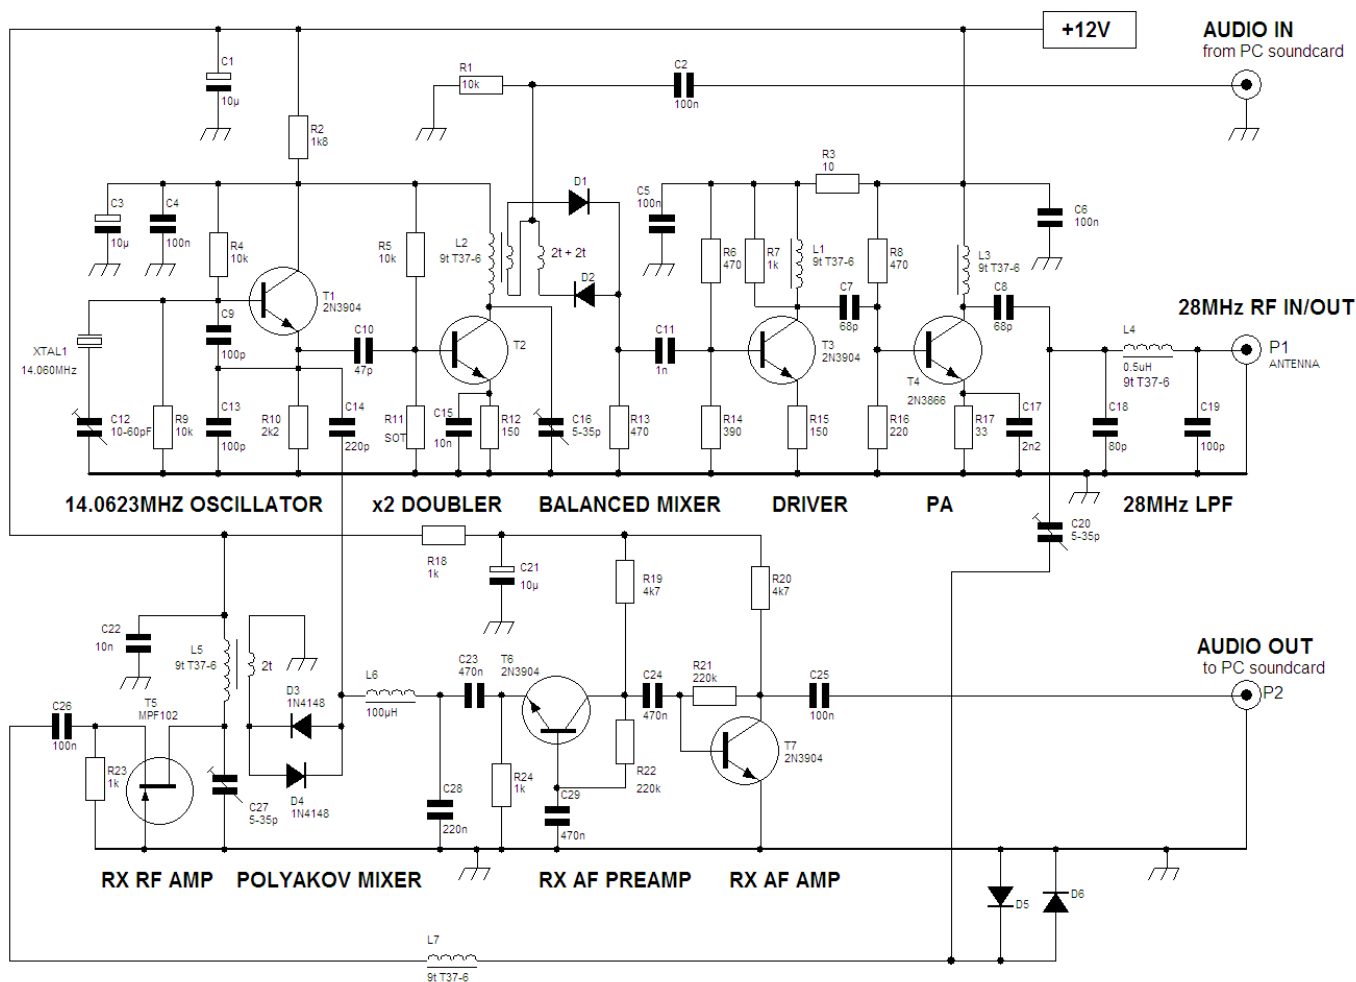 +12V
AUDIO IN
from PC soundcard
C1
10µ
R1
10k
C2
100n
R2
1k8
R3
10
D1
C3
10µ
C4
100n
R4
10k
R5
10k
L2
9t T37-6
2t + 2t
D2
C5
100n
R6
470
R7
1k
L1
9t T37-6
R8
470
L3
9t T37-6
C6
100n
T1
2N3904
C9
100p
C10
47p
T2
C11
1n
C7
68p
T3
2N3904
C8
68p
T4
2N3866
28MHz RF IN/OUT
L4
0.5uH
9t T37-6
P1
ANTENNA
XTAL1
14.060MHz
C12
10-60pF
R9
10k
C13
100p
R10
2k2
C14
220p
R11
SOT
C15
10n
R12
150
C16
5-35p
R13
470
R14
390
R15
150
R16
220
R17
33
C17
2n2
C18
80p
C19
100p
14.0623MHZ OSCILLATOR
x2 DOUBLER
BALANCED MIXER
DRIVER
PA
28MHz LPF
C20
5-35p
R18
1k
C21
10µ
R19
4k7
R20
4k7
C22
10n
L5
9t T37-6
2t
T5
MPF102
D3
1N4148
L6
100µH
C23
470n
T6
2N3904
C24
470n
R21
220k
C25
100n
AUDIO OUT
to PC soundcard
P2
C26
100n
R23
1k
C27
5-35p
D4
1N4148
C28
220n
R24
1k
C29
470n
R22
220k
T7
2N3904
RX RF AMP
POLYAKOV MIXER
RX AF PREAMP
RX AF AMP
D5
D6
L7
9t T37-6